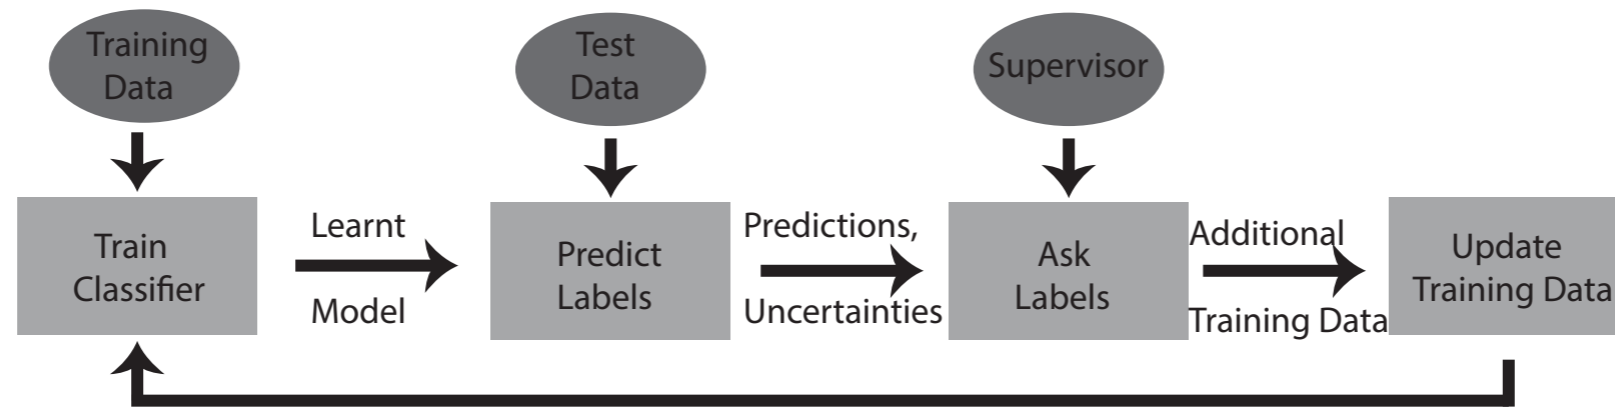 Training
Data
Test
Data
Supervisor
Train
Classifier
Learnt
Model
Predict
Labels
Predictions,
Uncertainties
Ask
Labels
Additional
Training Data
Update
Training Data